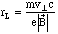 r_L = mv_⊥c / e|B⃗|